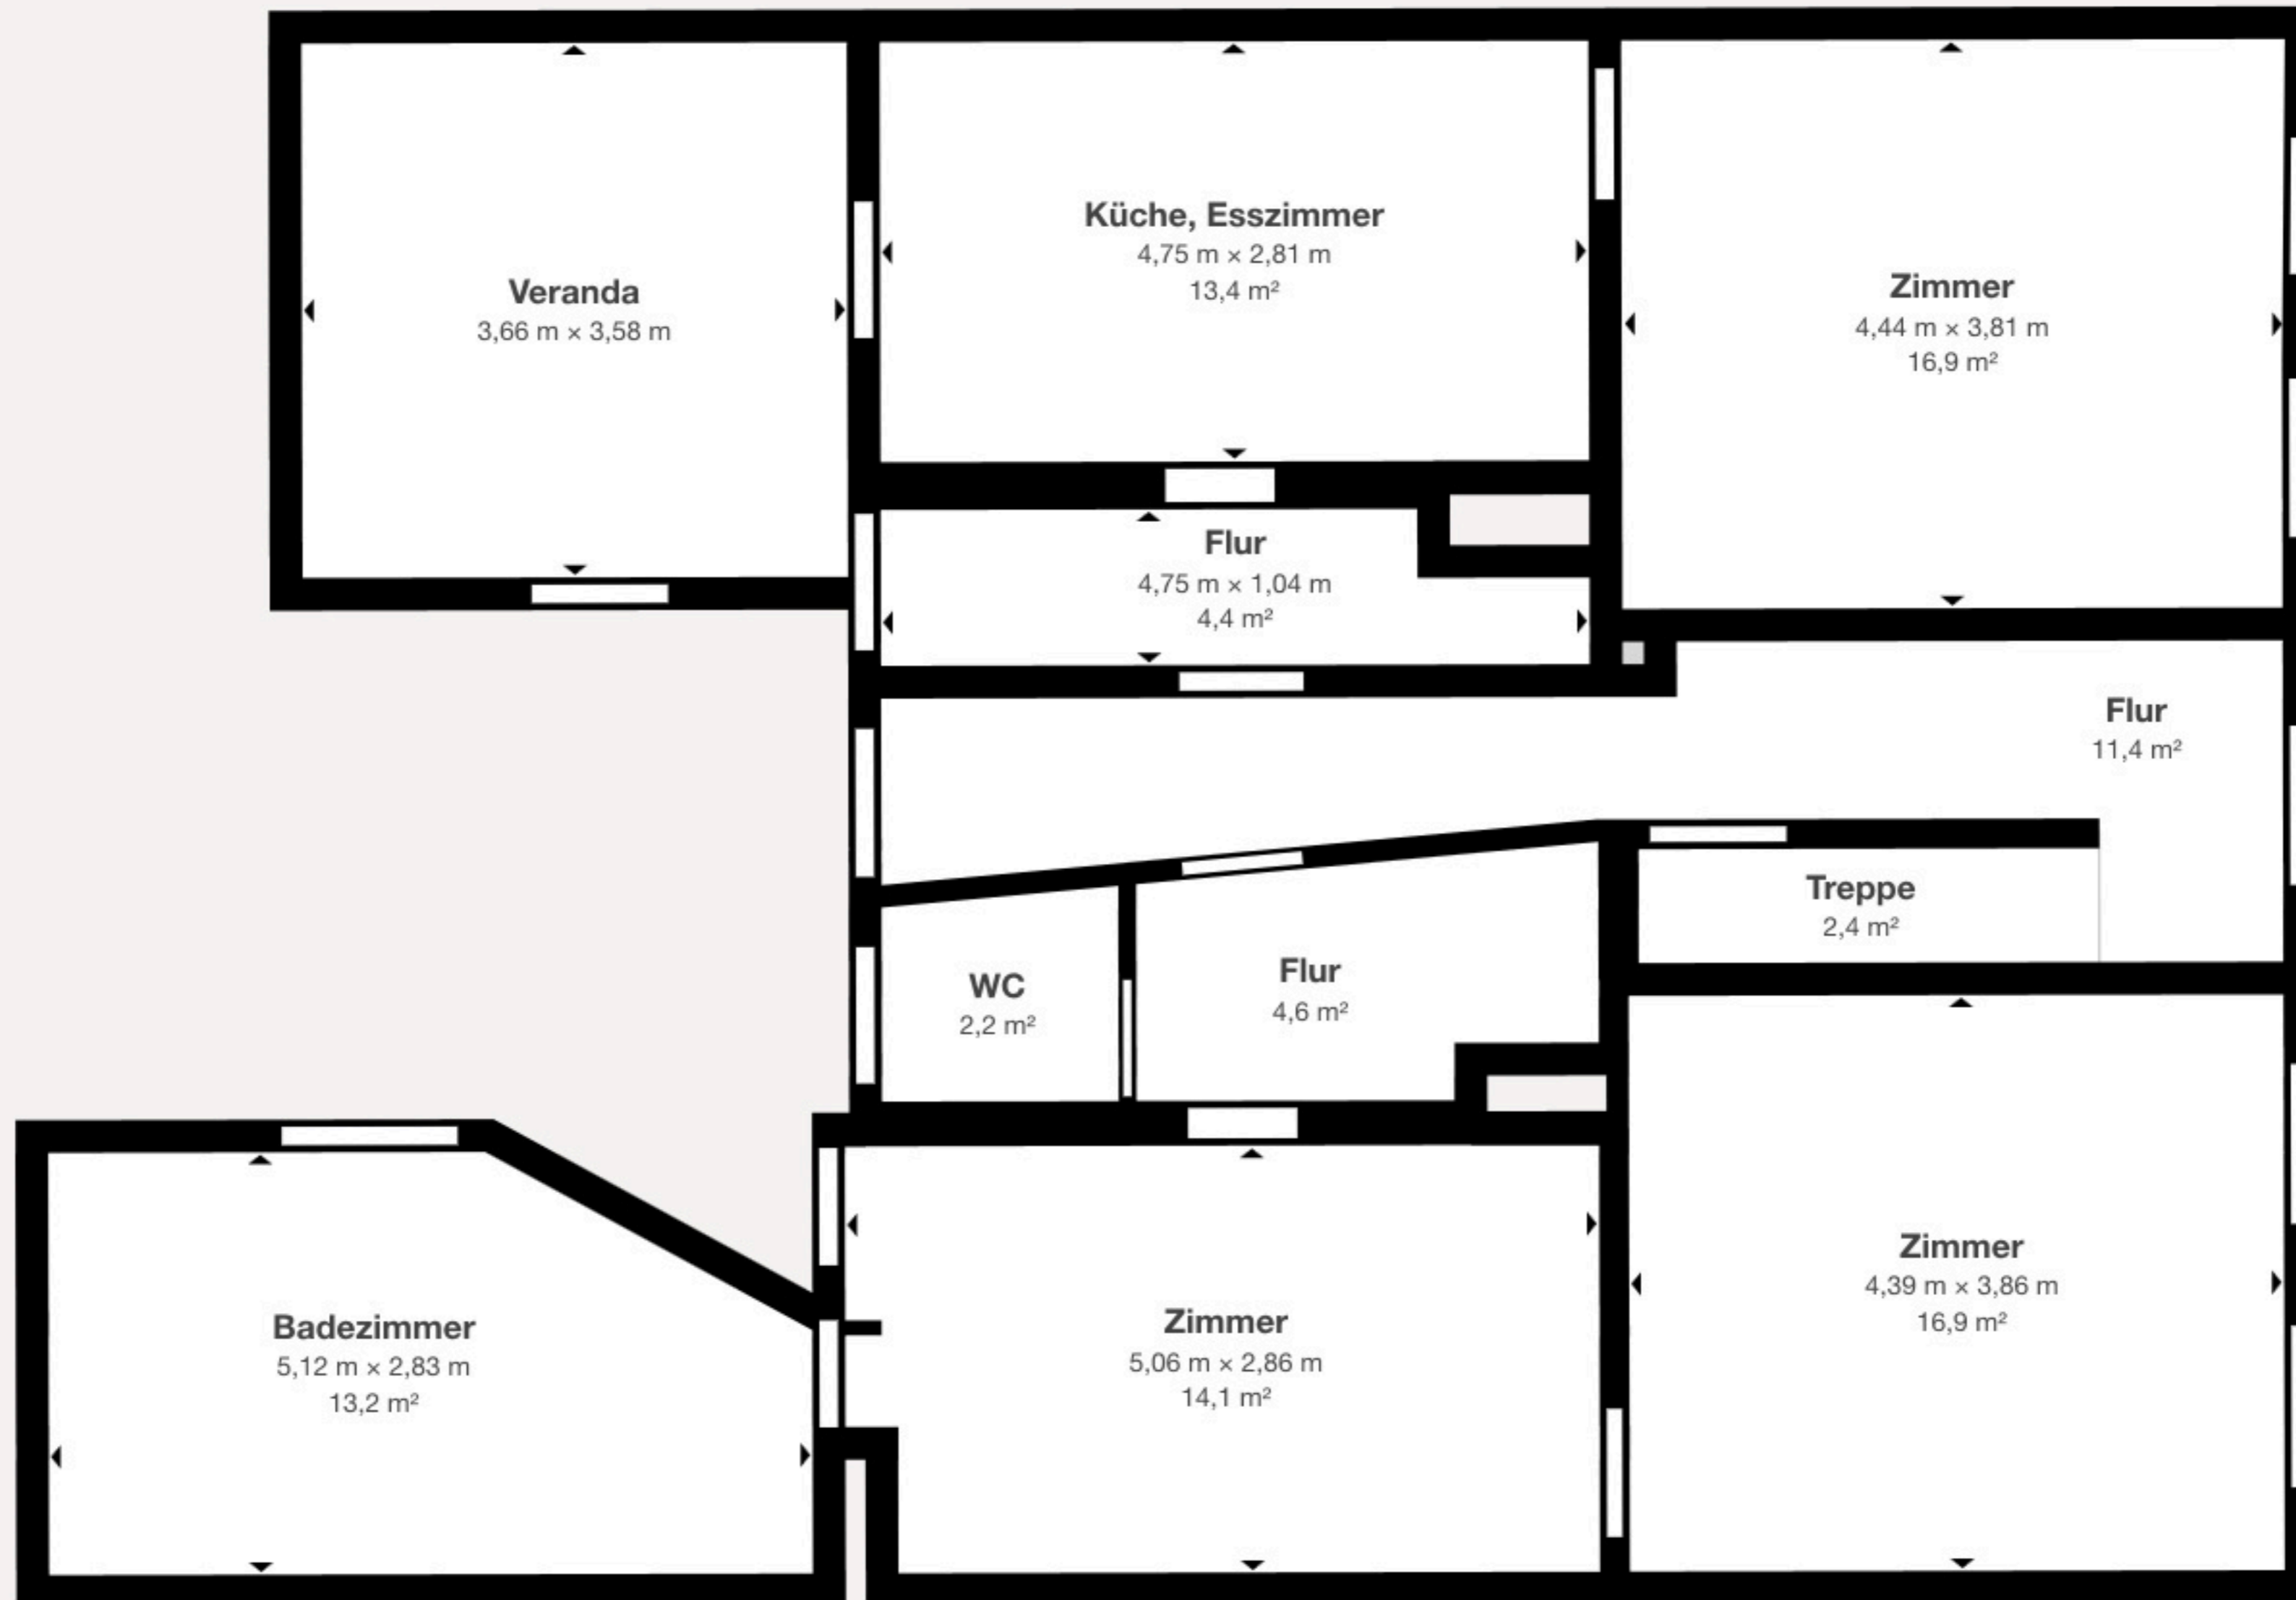 Veranda
3,66 m × 3,58 m
Küche, Esszimmer
4,75 m × 2,81 m
13,4 m²
Zimmer
4,44 m × 3,81 m
16,9 m²
Flur
4,75 m × 1,04 m
4,4 m²
Flur
11,4 m²
Treppe
2,4 m²
WC
2,2 m²
Flur
4,6 m²
Badezimmer
5,12 m × 2,83 m
13,2 m²
Zimmer
5,06 m × 2,86 m
14,1 m²
Zimmer
4,39 m × 3,86 m
16,9 m²